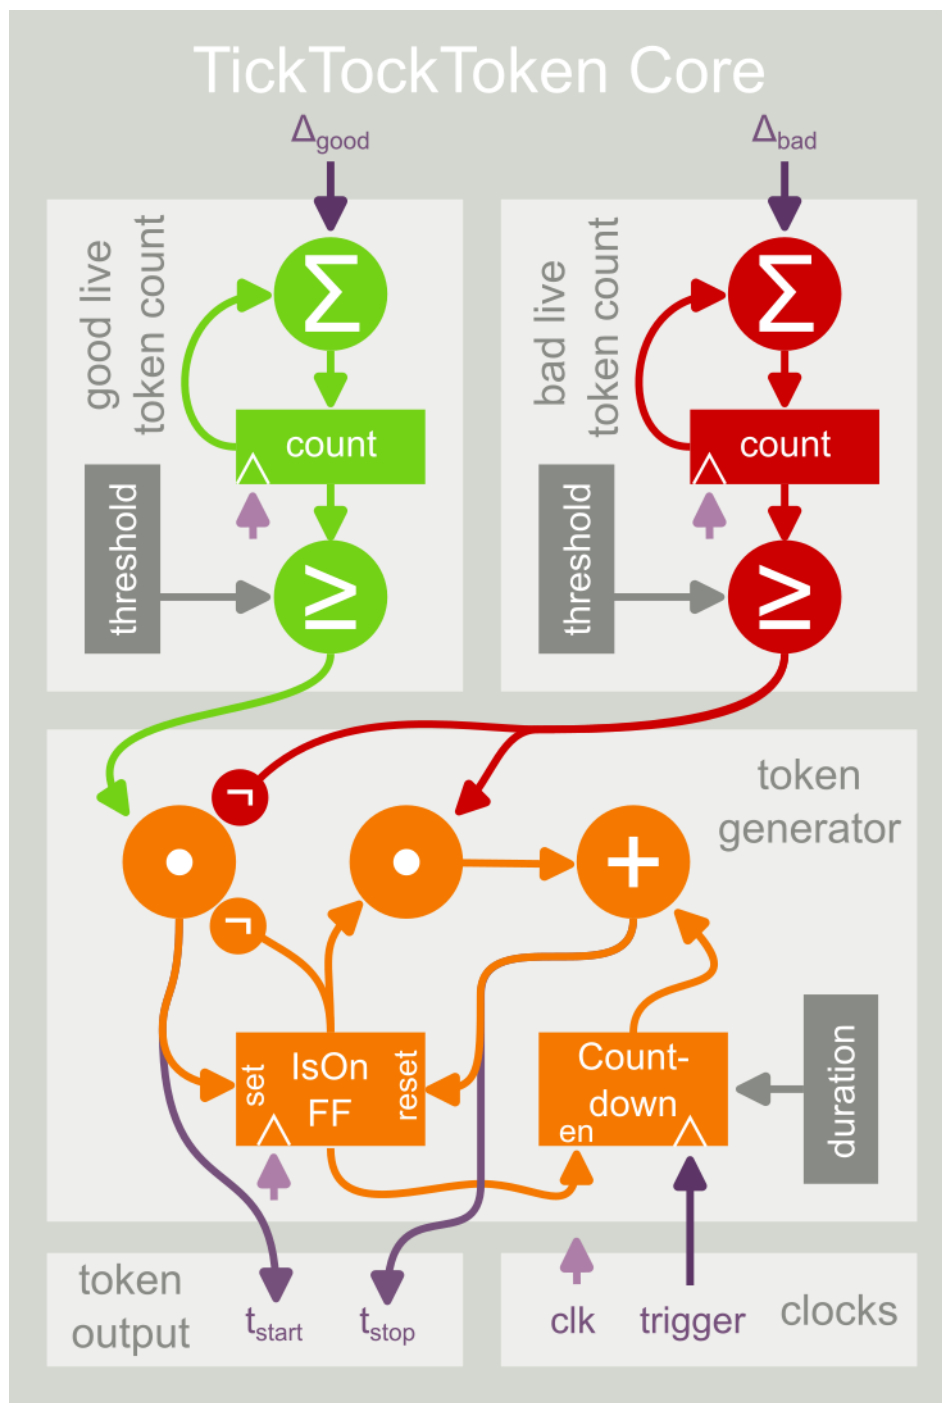 TickTockToken Core
Δgood
Δbad
good live
token count
bad live
token count
Σ
Σ
count
count
threshold
threshold
≥
≥
token
generator
¬
•
•
+
¬
set
IsOn
FF
reset
Count-
down
en
duration
token
output
tstart
tstop
clk
trigger
clocks